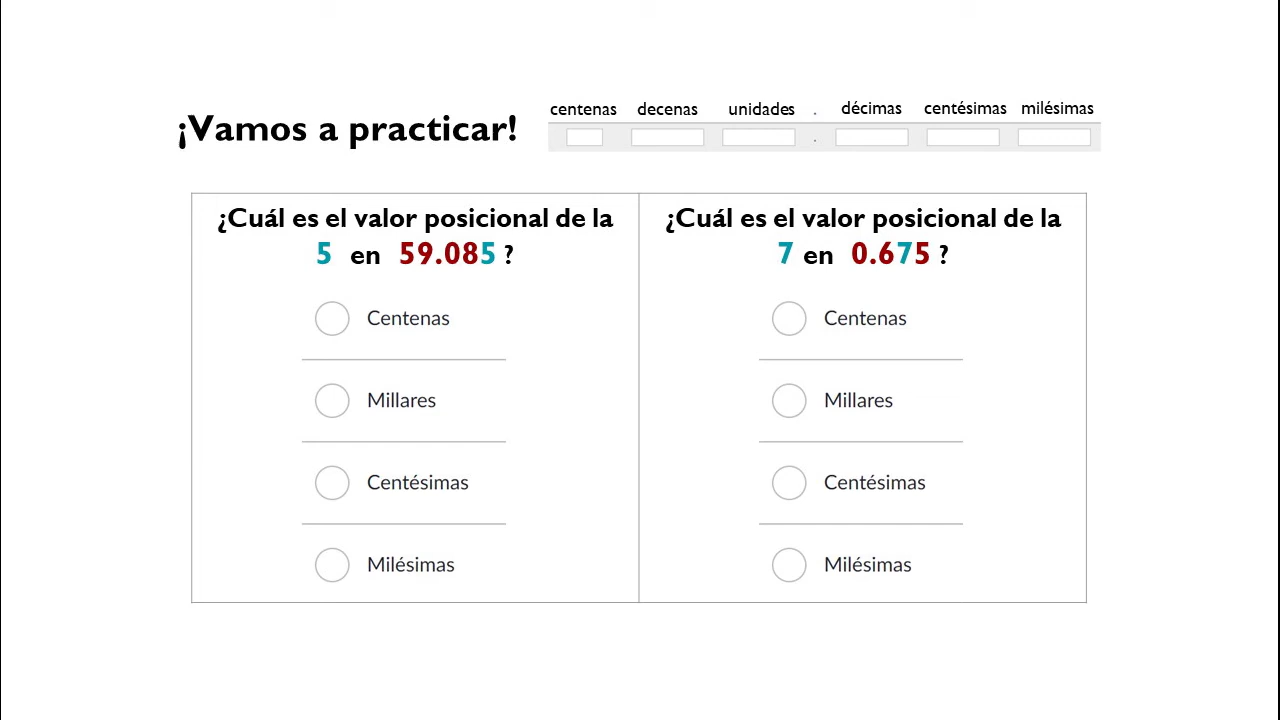 ¡Vamos a practicar!
centenas decenas unidades . décimas centésimas milésimas
.
¿Cuál es el valor posicional de la
5 en 59.085 ?
Centenas
Millares
Centésimas
Milésimas
¿Cuál es el valor posicional de la
7 en 0.675 ?
Centenas
Millares
Centésimas
Milésimas